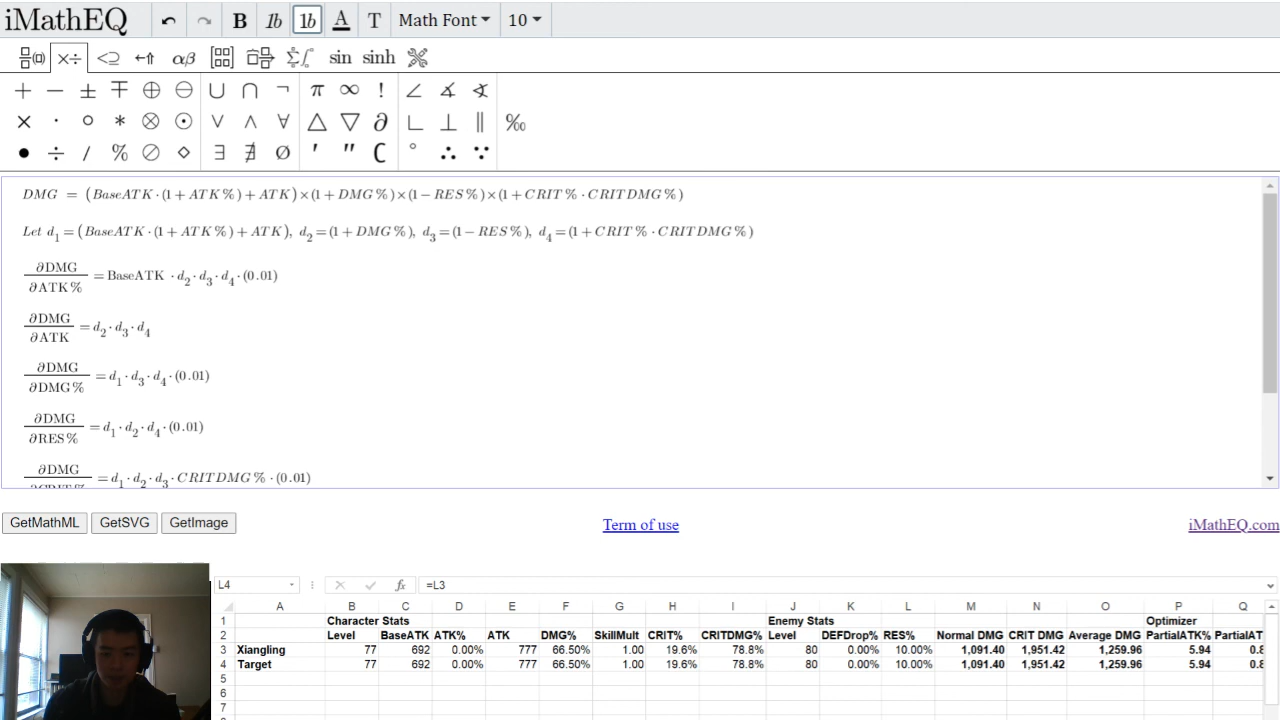 iMathEQ B 1b 1b A T Math Font 10
αβ sin sinh
DMG = (BaseATK·(1+ATK%)+ATK)×(1+DMG%)×(1−RES%)×(1+CRIT%·CRITDMG%)
Let d₁=(BaseATK·(1+ATK%)+ATK), d₂=(1+DMG%), d₃=(1−RES%), d₄=(1+CRIT%·CRITDMG%)
∂DMG
∂ATK%
=BaseATK ·d₂·d₃·d₄·(0.01)
∂DMG
∂ATK
=d₂·d₃·d₄
∂DMG
∂DMG%
=d₁·d₃·d₄·(0.01)
∂DMG
∂RES%
=d₁·d₂·d₄·(0.01)
∂DMG
=d₁·d₂·d₃·CRITDMG%·(0.01)
GetMathML GetSVG GetImage Term of use iMathEQ.com
L4 fx =L3
A B C D E F G H I J K L M N O P Q
1 Character Stats Enemy Stats Optimizer
2 Level BaseATK ATK% ATK DMG% SkillMult CRIT% CRITDMG% Level DEFDrop% RES% Normal DMG CRIT DMG Average DMG PartialATK% PartialAT
3 Xiangling 77 692 0.00% 777 66.50% 1.00 19.6% 78.8% 80 0.00% 10.00% 1,091.40 1,951.42 1,259.96 5.94 0.8
4 Target 77 692 0.00% 777 66.50% 1.00 19.6% 78.8% 80 0.00% 10.00% 1,091.40 1,951.42 1,259.96 5.94 0.8
5
6
7